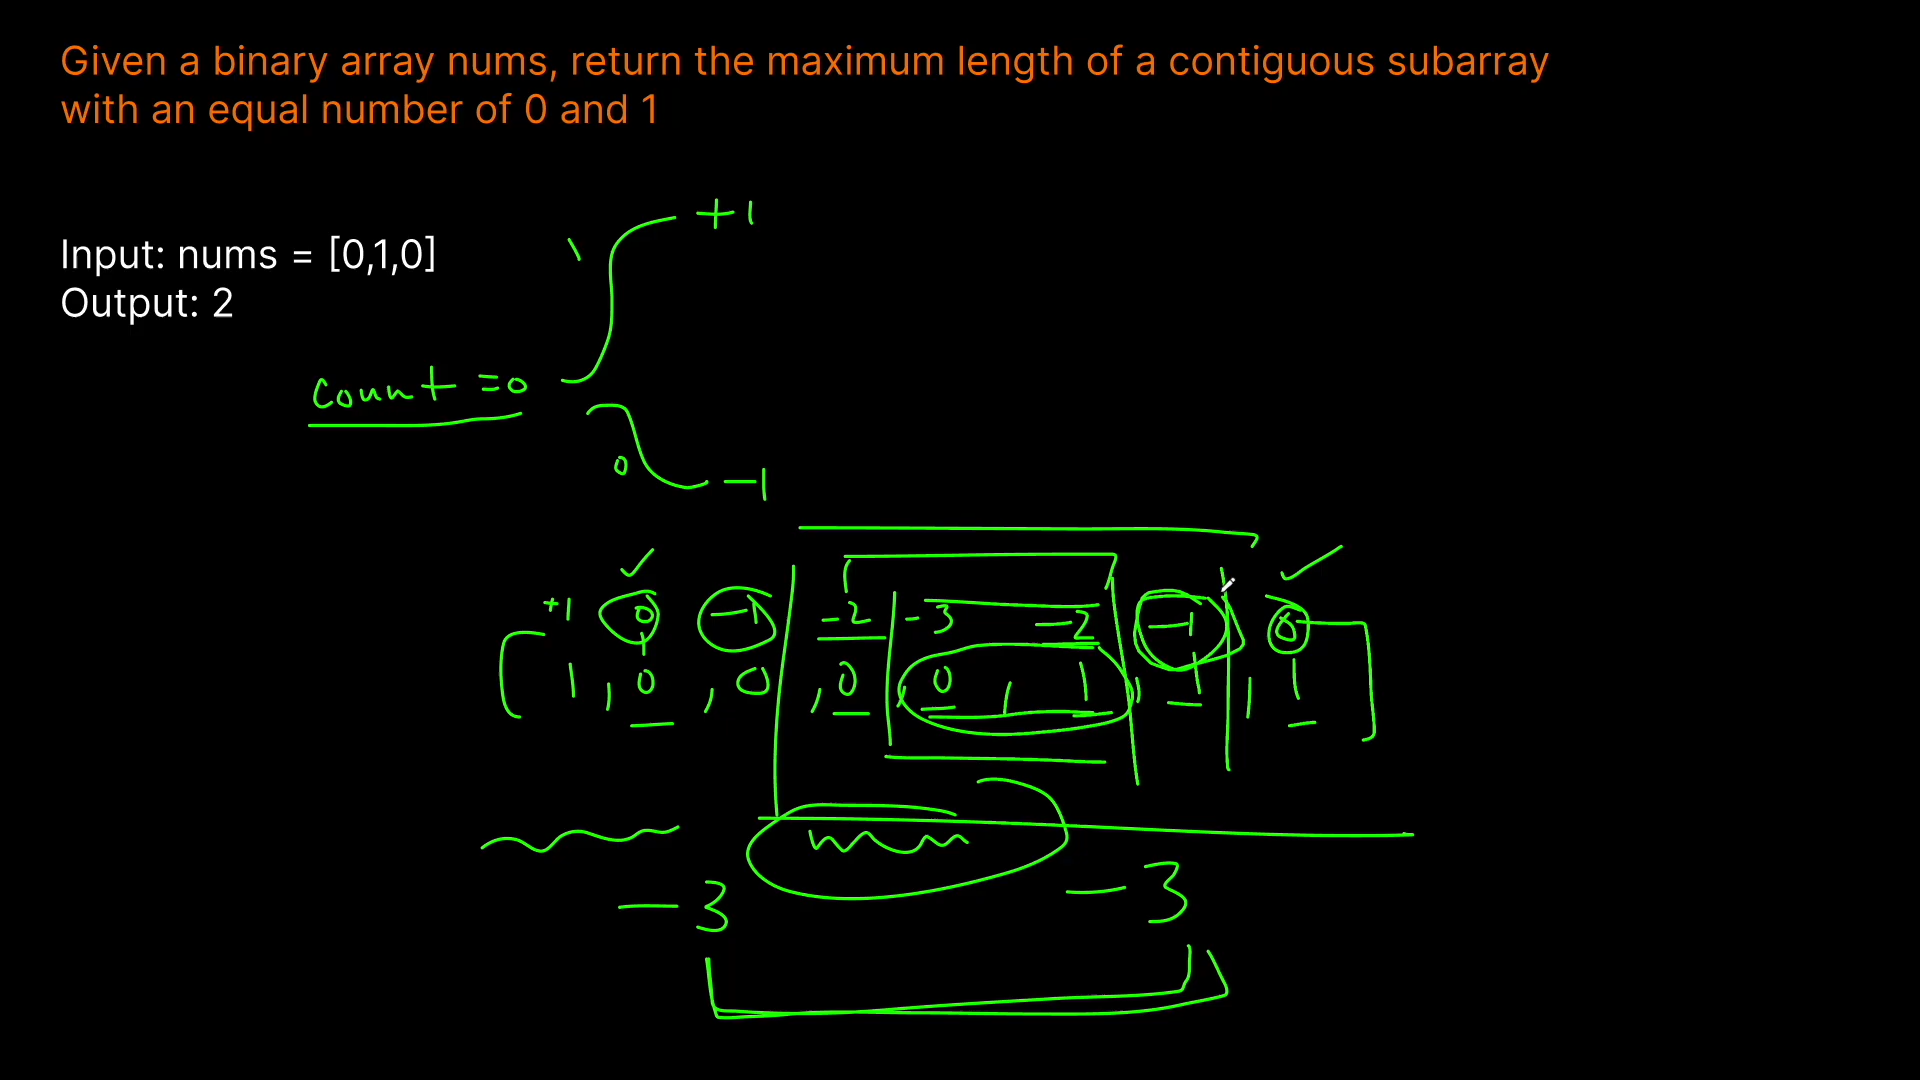 Given a binary array nums, return the maximum length of a contiguous subarray
with an equal number of 0 and 1
+1
Input: nums = [0,1,0]
1
Output: 2
count =0
0
-1
+1 0 -1 -2 -3 -2 -1 0
[1,0,0,0,0,1,1,1]
-3 -3